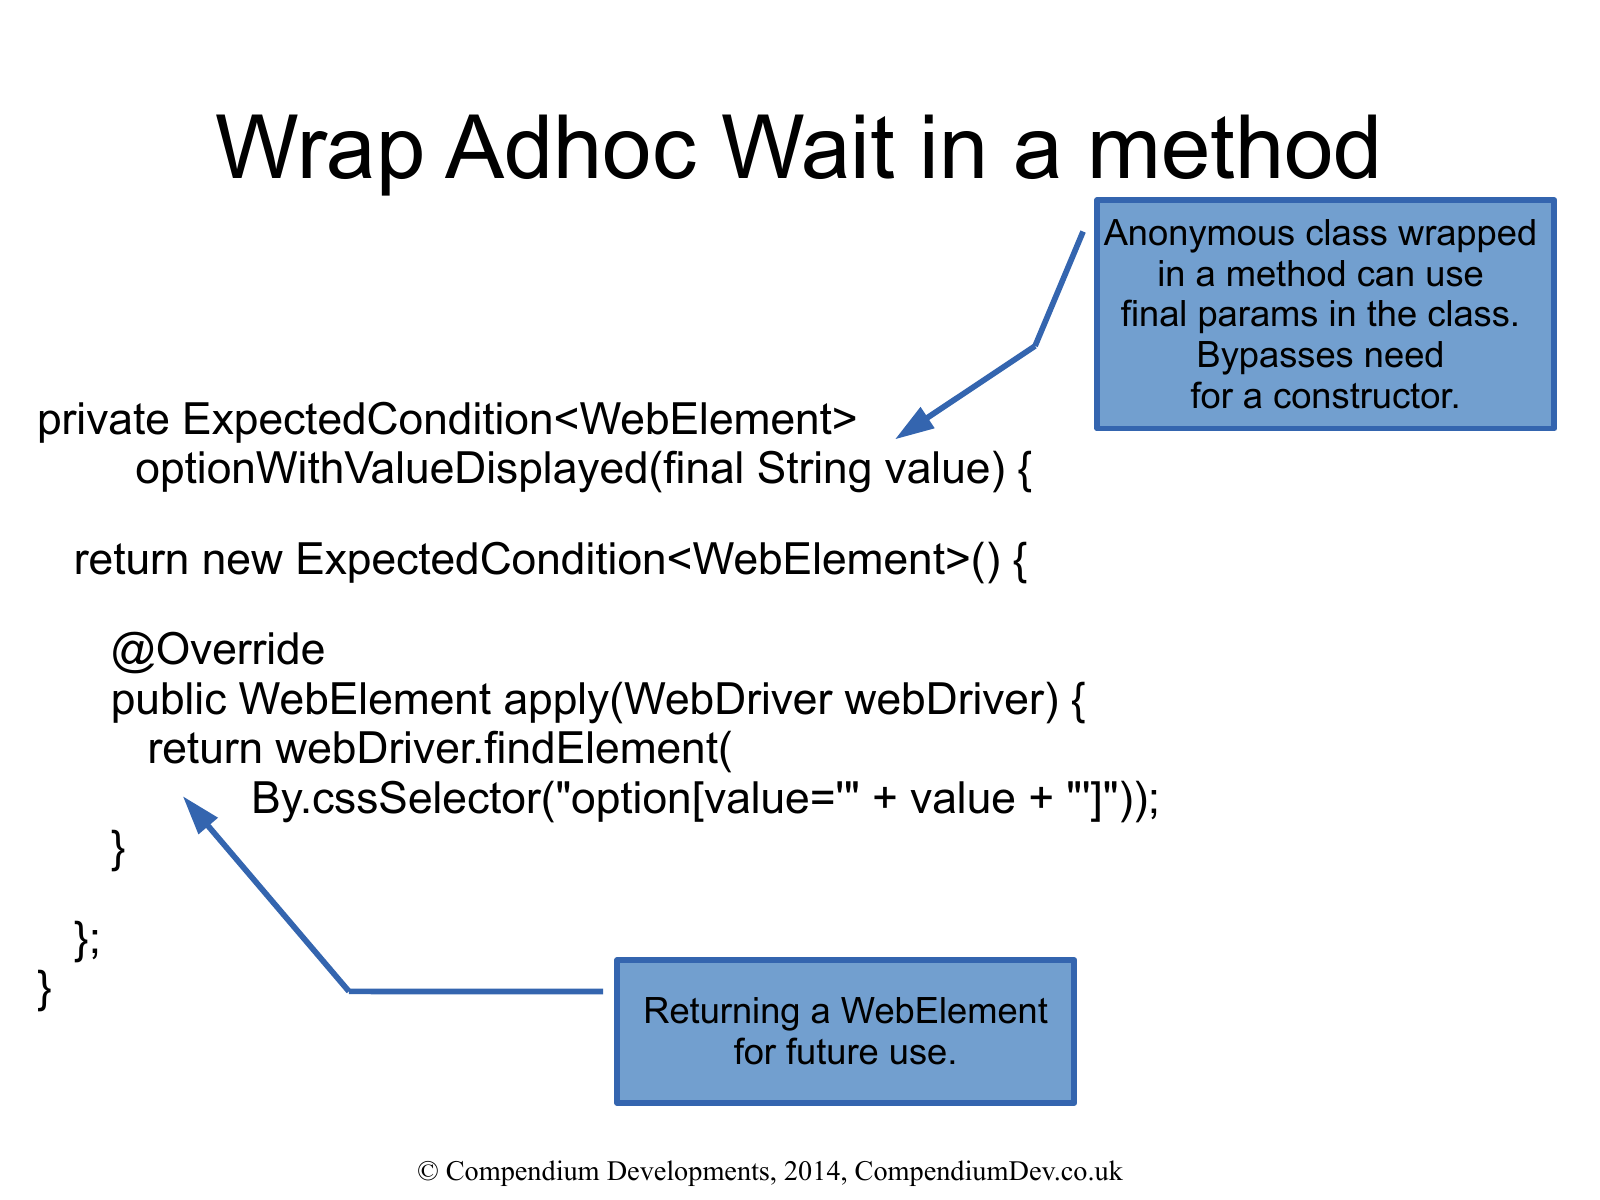 Wrap Adhoc Wait in a method
Anonymous class wrapped
in a method can use
final params in the class.
Bypasses need
for a constructor.
private ExpectedCondition<WebElement>
optionWithValueDisplayed(final String value) {
return new ExpectedCondition<WebElement>() {
@Override
public WebElement apply(WebDriver webDriver) {
return webDriver.findElement(
By.cssSelector("option[value='" + value + "']"));
}
};
}
Returning a WebElement
for future use.
© Compendium Developments, 2014, CompendiumDev.co.uk